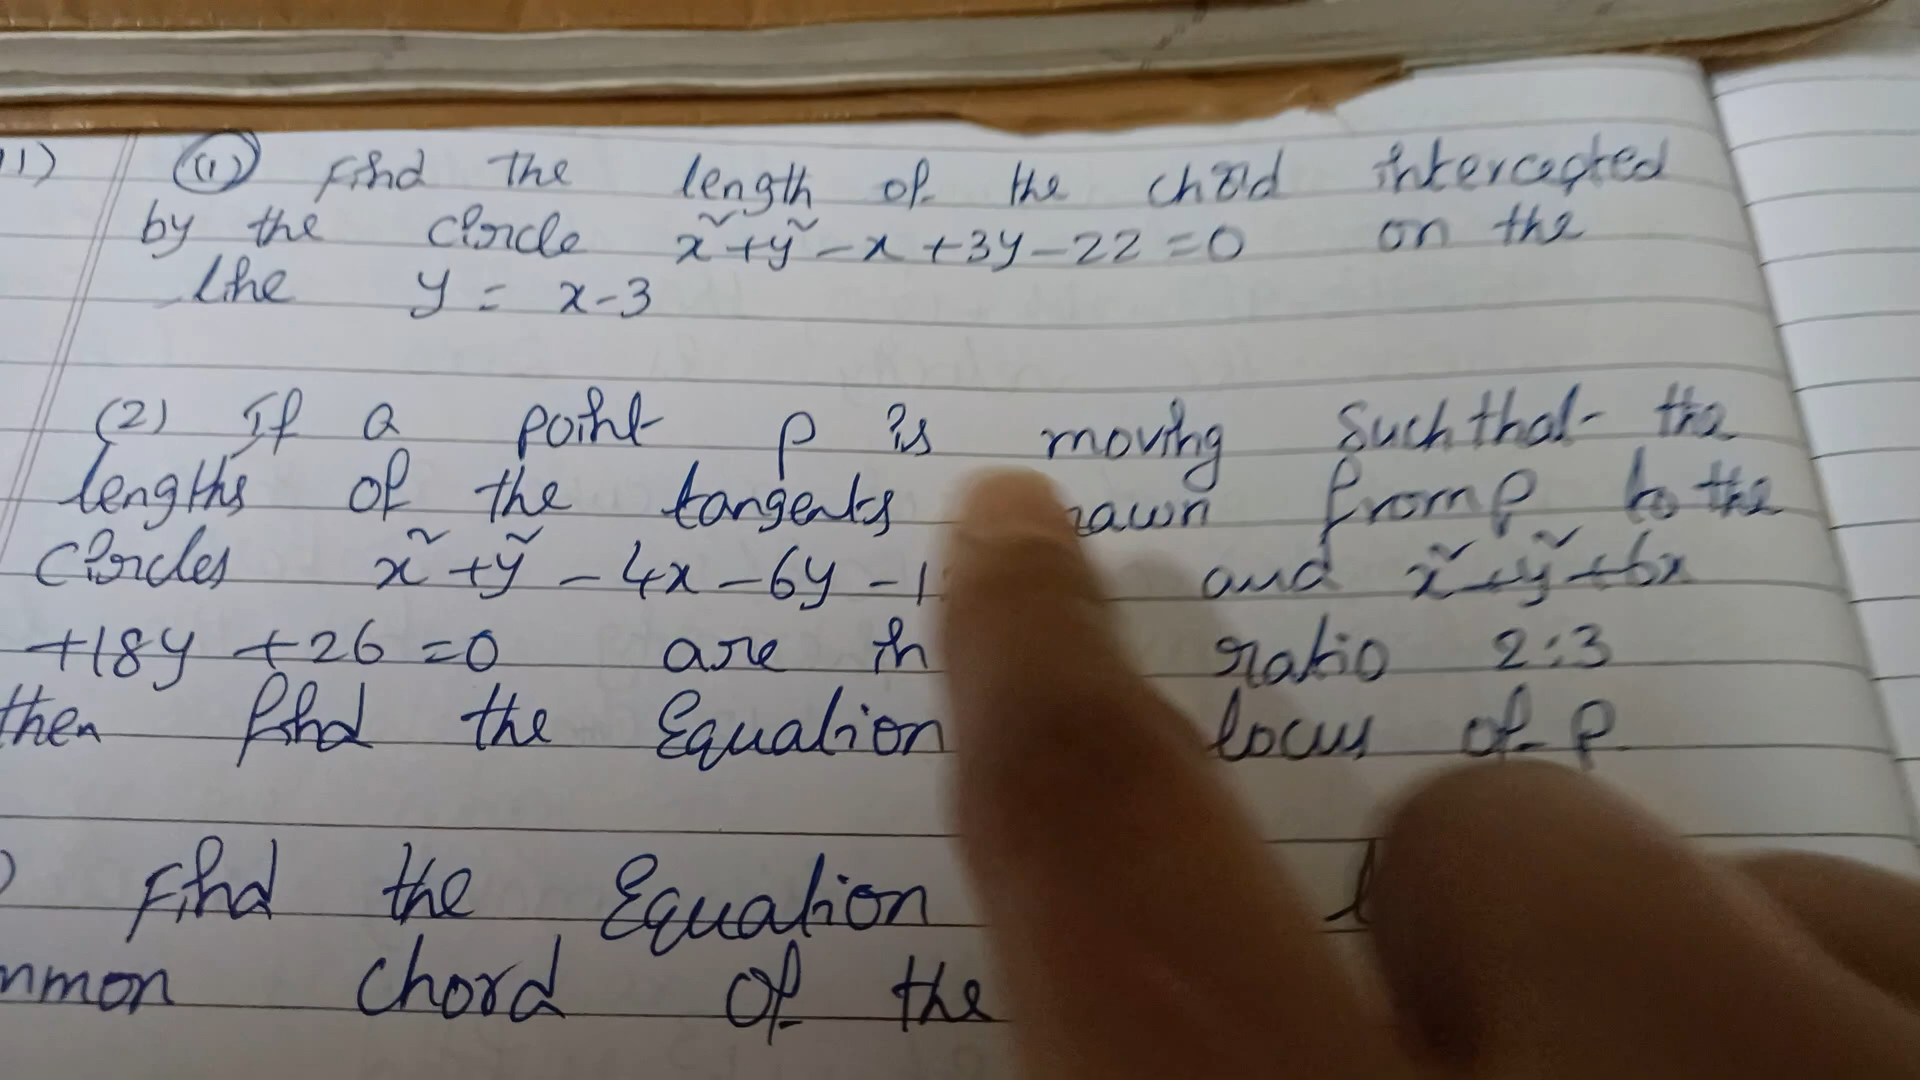 11) (1) Find the length of the chord intercepted
by the circle x²+y²-x+3y-22=0 on the
line y = x-3
(2) If a point P is moving such that the
lengths of the tangents from P to the
circles x²+y²-4x-6y-1 and x²+y²+6x
+18y+26=0 are in ratio 2:3
then find the Equation locus of P
Find the Equation
chord of the